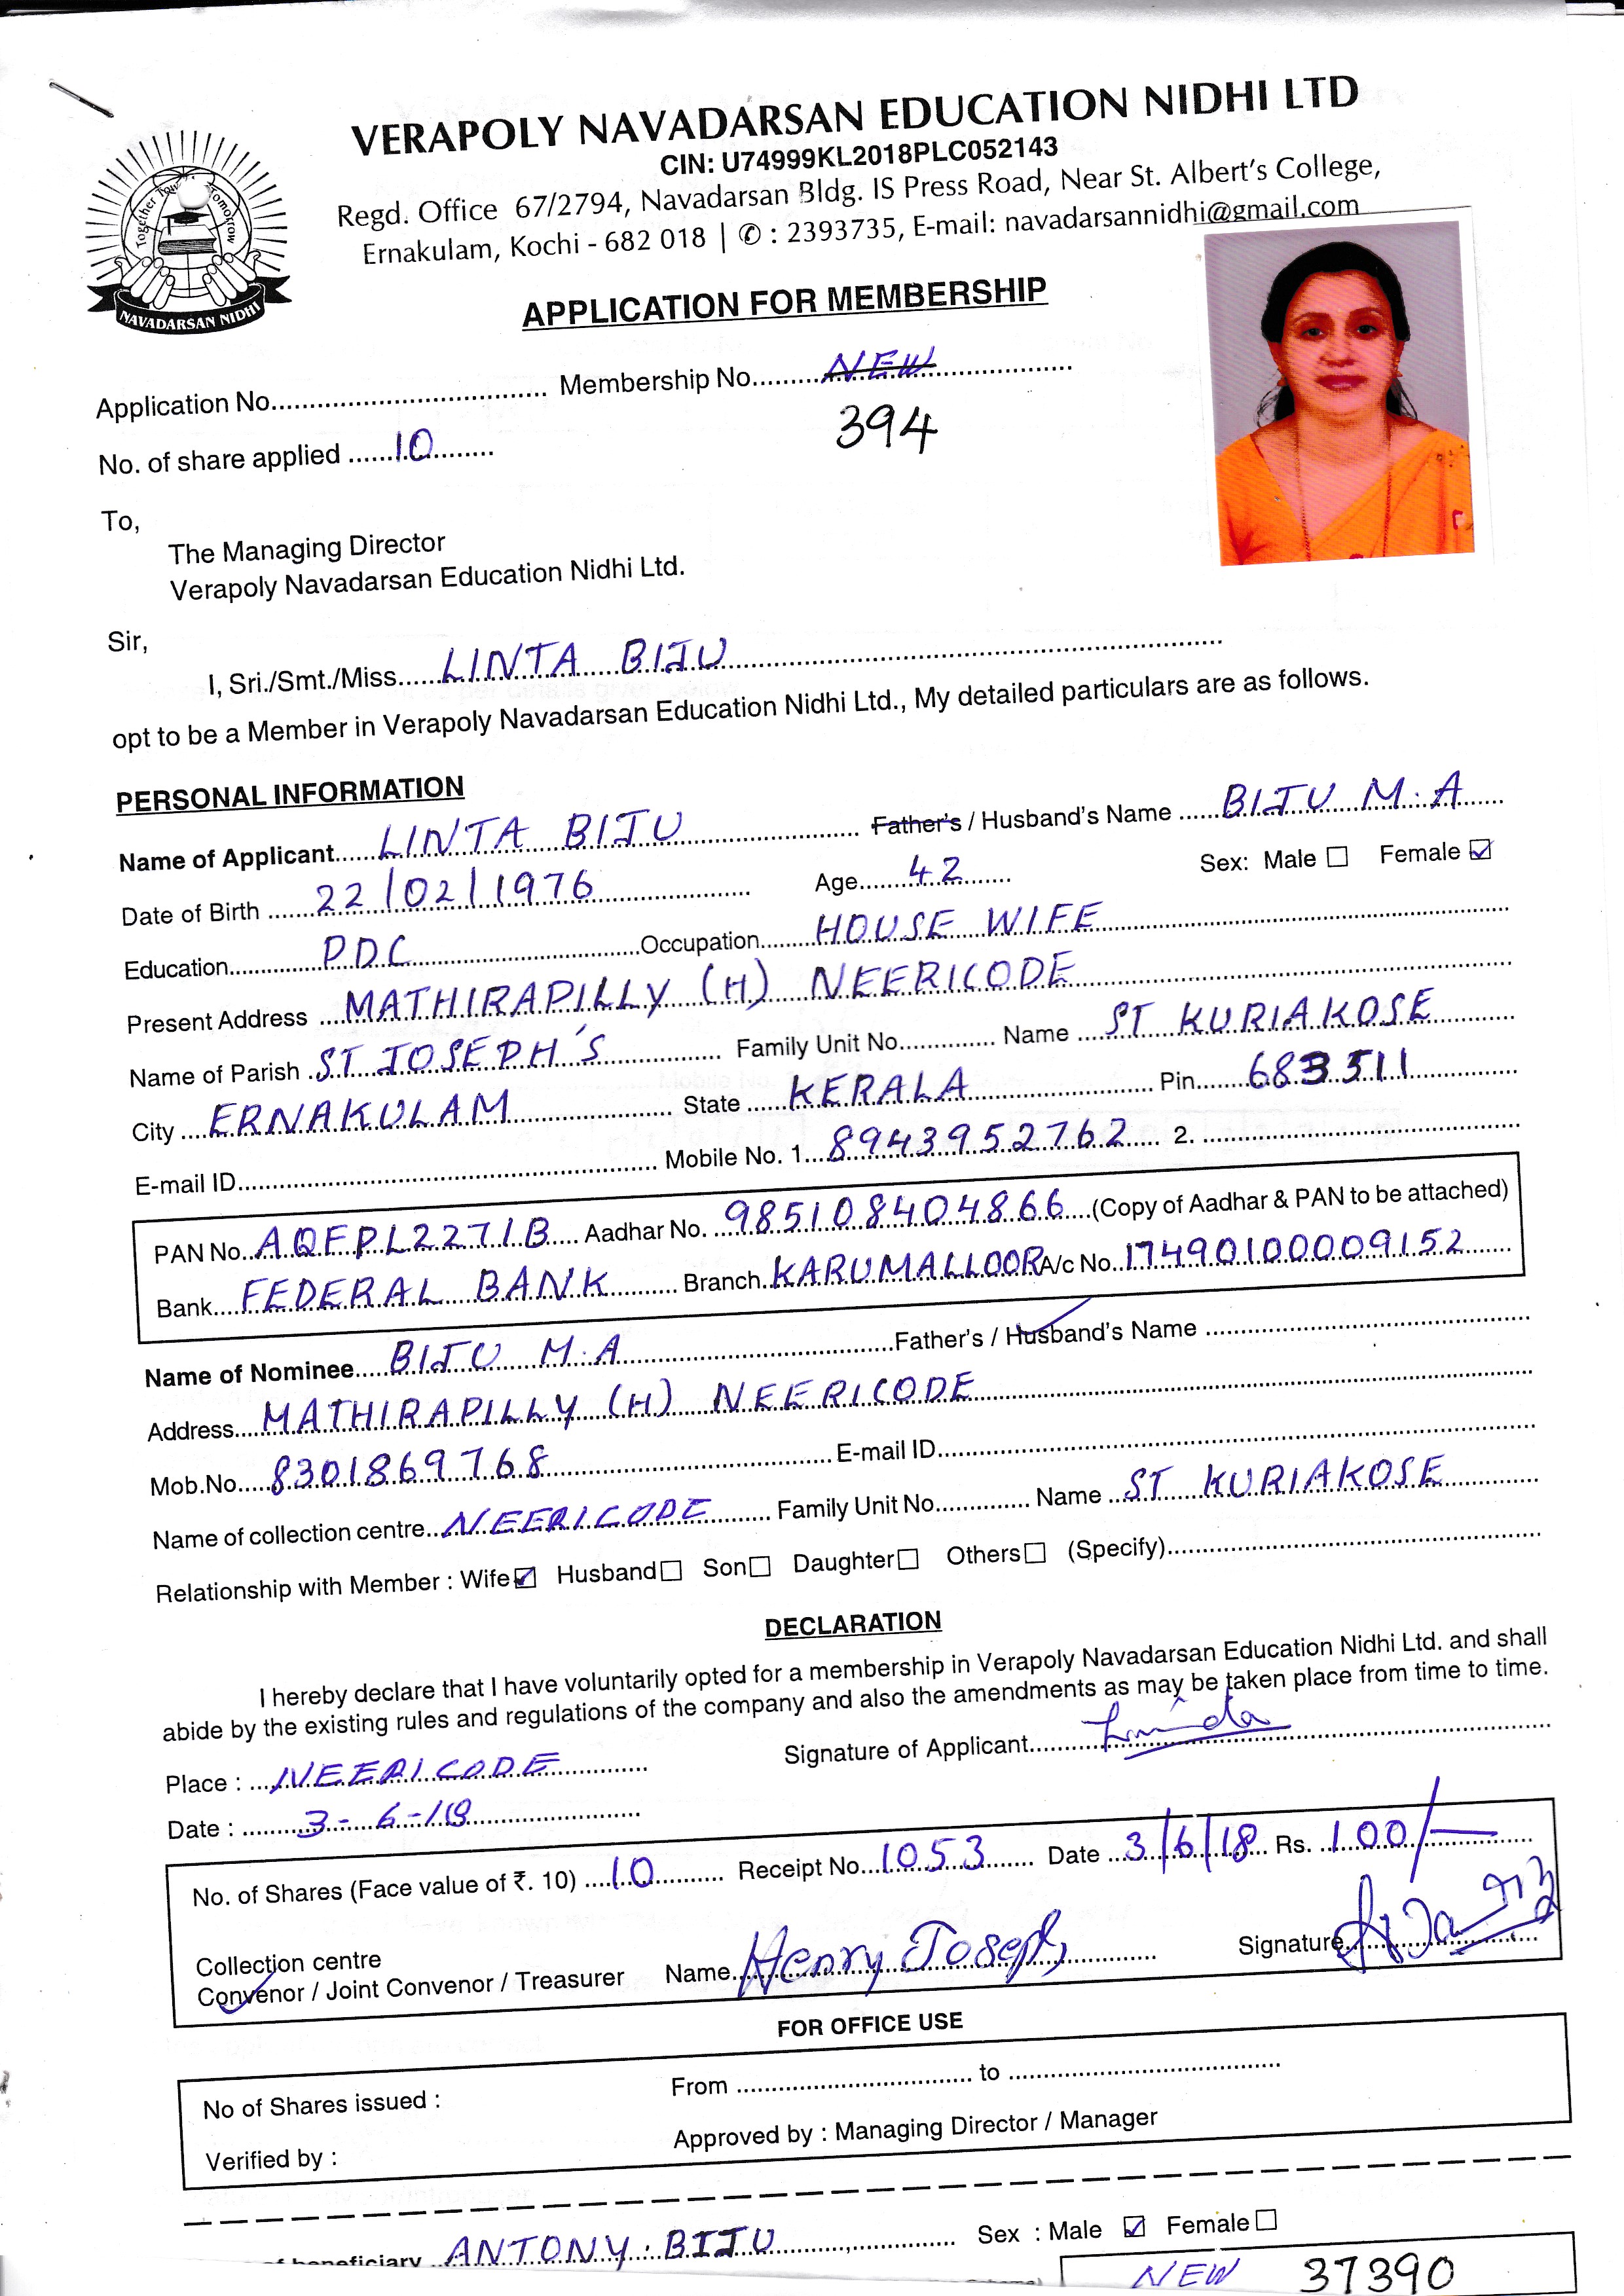 VERAPOLY NAVADARSAN EDUCATION NIDHI LTD
CIN: U74999KL2018PLC052143
Regd. Office 67/2794, Navadarsan Bldg. IS Press Road, Near St. Albert's College,
Ernakulam, Kochi - 682 018 | ✆ : 2393735, E-mail: navadarsannidhi@gmail.com
Together Tomorrow
NAVADARSAN NIDHI
APPLICATION FOR MEMBERSHIP
Application No. Membership No. NEW
394
No. of share applied 10
To,
The Managing Director
Verapoly Navadarsan Education Nidhi Ltd.
Sir,
I, Sri./Smt./Miss. LINTA BIJU
opt to be a Member in Verapoly Navadarsan Education Nidhi Ltd., My detailed particulars are as follows.
PERSONAL INFORMATION
Name of Applicant LINTA BIJU Father's / Husband's Name BIJU M.A
Date of Birth 22/02/1976 Age 42 Sex: Male ☐ Female ☑
Education P.D.C Occupation HOUSE WIFE
Present Address MATHIRAPILLY (H) NEERICODE
Name of Parish ST JOSEPH'S Family Unit No. Name ST KURIAKOSE
City ERNAKULAM State KERALA Pin 683511
E-mail ID Mobile No. 1 8943952762 2.
PAN No. AQFPL2271B Aadhar No. 985108404866 (Copy of Aadhar & PAN to be attached)
Bank FEDERAL BANK Branch KARUMALLOOR A/c No. 17490100009152
Name of Nominee BIJU M.A Father's / Husband's Name
Address MATHIRAPILLY (H) NEERICODE
Mob.No. 8301869768 E-mail ID
Name of collection centre NEERICODE Family Unit No. Name ST KURIAKOSE
Relationship with Member : Wife ☑ Husband ☐ Son ☐ Daughter ☐ Others ☐ (Specify)
DECLARATION
I hereby declare that I have voluntarily opted for a membership in Verapoly Navadarsan Education Nidhi Ltd. and shall
abide by the existing rules and regulations of the company and also the amendments as may be taken place from time to time.
Signature of Applicant
Place : NEERICODE
Date : 3-6-18
No. of Shares (Face value of ₹. 10) 10 Receipt No. 1053 Date 3/6/18 Rs. 100/-
Collection centre
Convenor / Joint Convenor / Treasurer Name Henry Joseph Signature
FOR OFFICE USE
No of Shares issued : From to
Verified by : Approved by : Managing Director / Manager
beneficiary ANTONY. BIJU Sex : Male ☑ Female ☐
NEW 37390